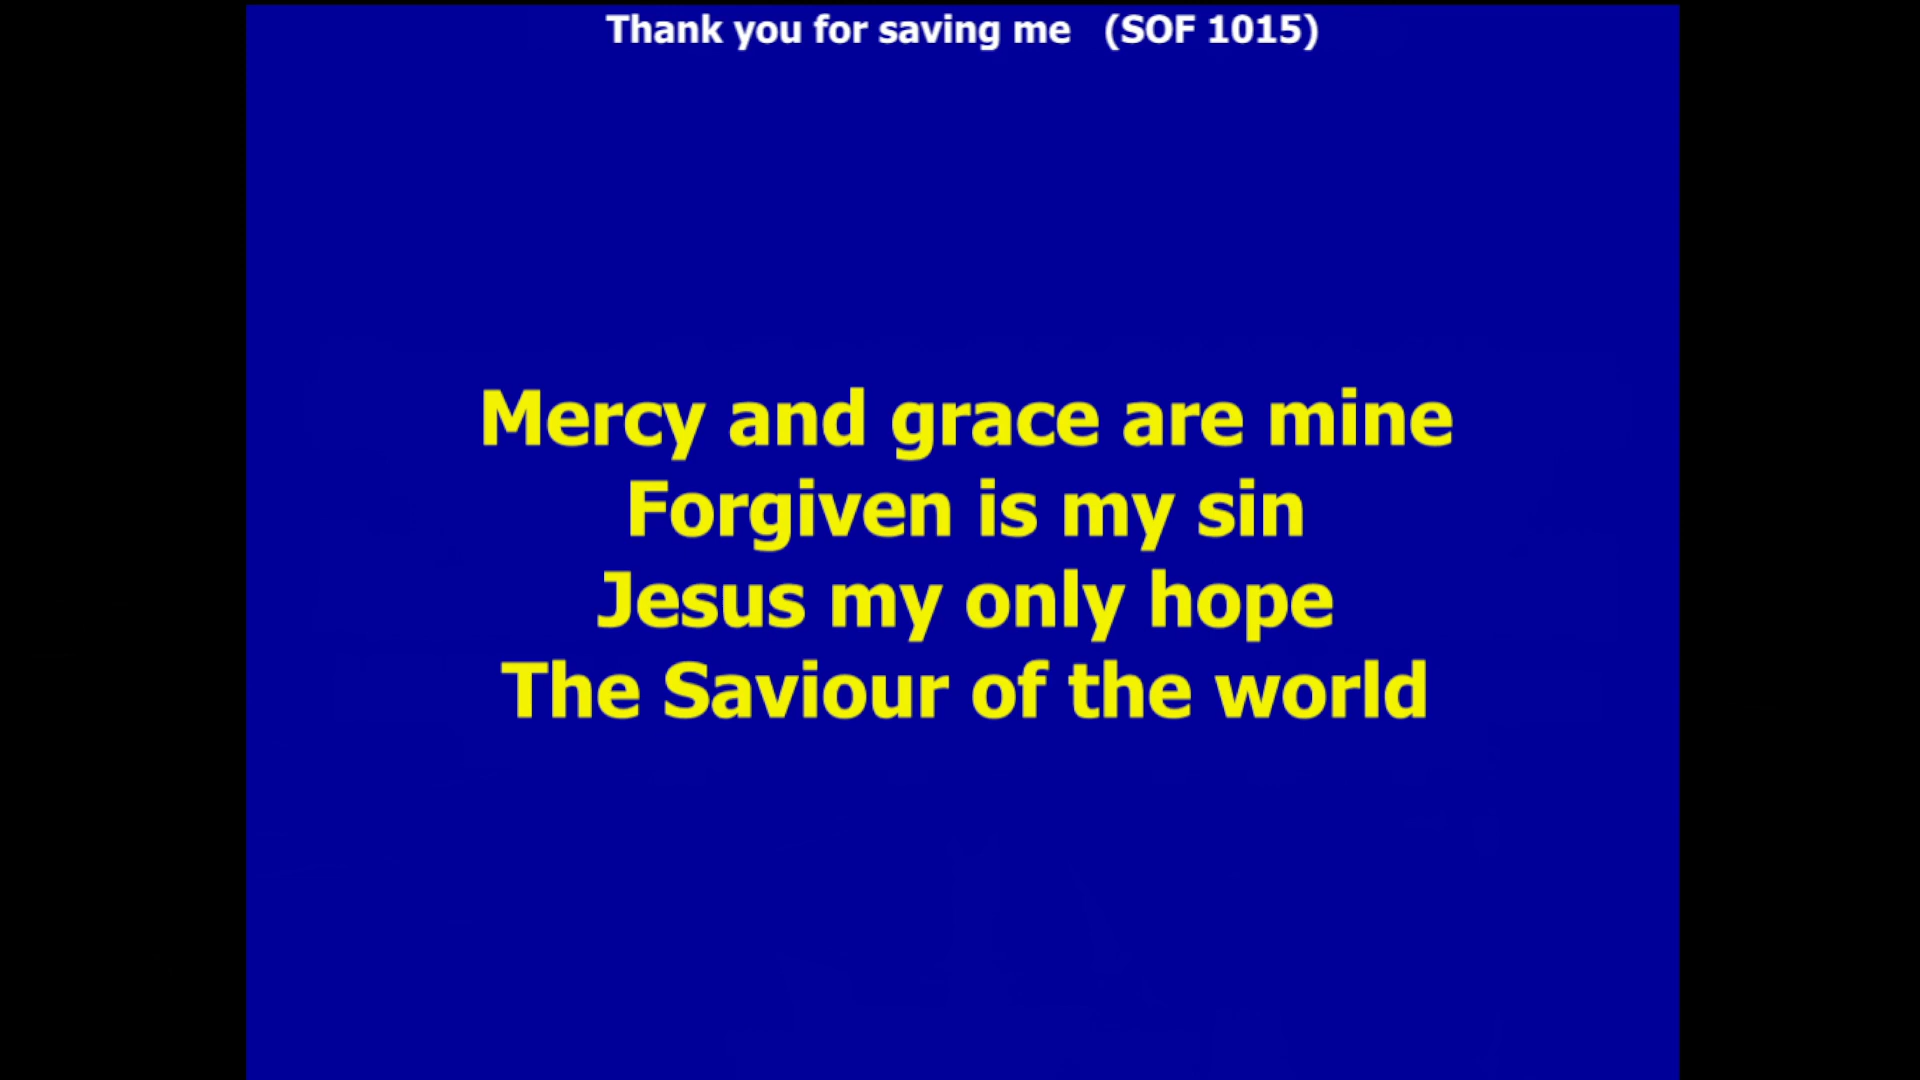 Thank you for saving me (SOF 1015)
Mercy and grace are mine
Forgiven is my sin
Jesus my only hope
The Saviour of the world